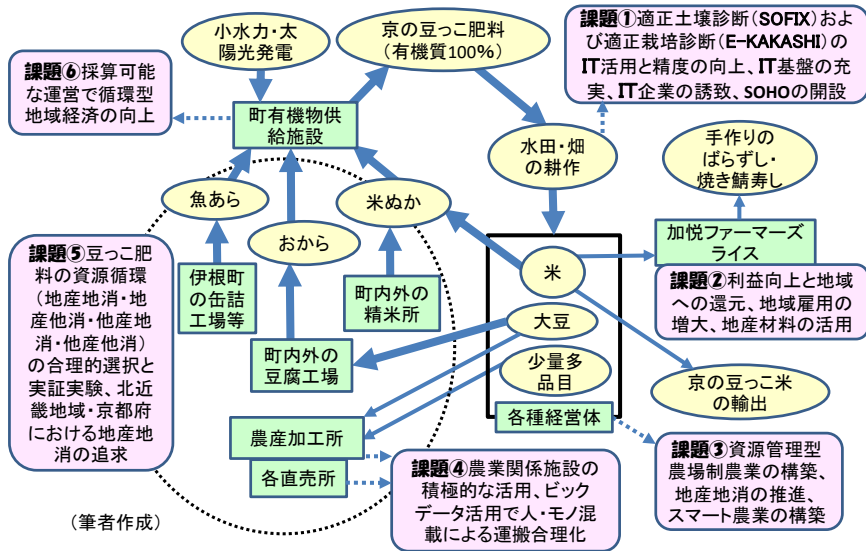 小水力・太
陽光発電
京の豆っこ肥料
(有機質100%)
課題①適正土壌診断(SOFIX)およ
び適正栽培診断(E-KAKASHI)の
IT活用と精度の向上、IT基盤の充
実、IT企業の誘致、SOHOの開設
課題⑥採算可能
な運営で循環型
地域経済の向上
町有機物供
給施設
水田・畑
の耕作
手作りの
ばらずし・
焼き鯖寿し
魚あら
おから
米ぬか
加悦ファーマーズ
ライス
課題②利益向上と地域
への還元、地域雇用の
増大、地産材料の活用
課題⑤豆っこ肥
料の資源循環
(地産地消・地
産他消・他産地
消・他産他消)
の合理的選択と
実証実験、北近
畿地域・京都府
における地産地
消の追求
伊根町
の缶詰
工場等
町内外の
精米所
町内外の
豆腐工場
米
大豆
少量多
品目
各種経営体
京の豆っこ米
の輸出
農産加工所
各直売所
課題④農業関係施設の
積極的な活用、ビック
データ活用で人・モノ混
載による運搬合理化
課題③資源管理型
農場制農業の構築、
地産地消の推進、
スマート農業の構築
(筆者作成)